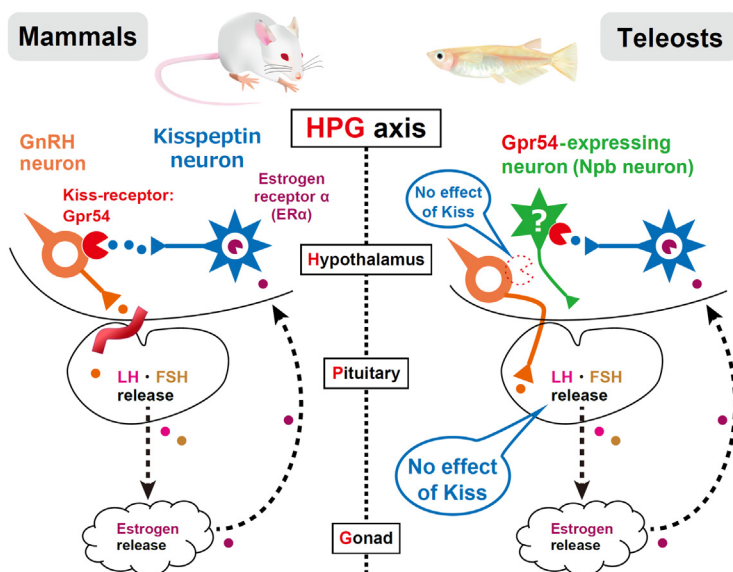 Mammals
Teleosts
HPG axis
GnRH
neuron
Kisspeptin
neuron
Kiss-receptor:
Gpr54
Estrogen
receptor α
(ERα)
Gpr54-expressing
neuron (Npb neuron)
No effect
of Kiss
?
Hypothalamus
LH・FSH
release
Pituitary
LH・FSH
release
No effect
of Kiss
Estrogen
release
Gonad
Estrogen
release